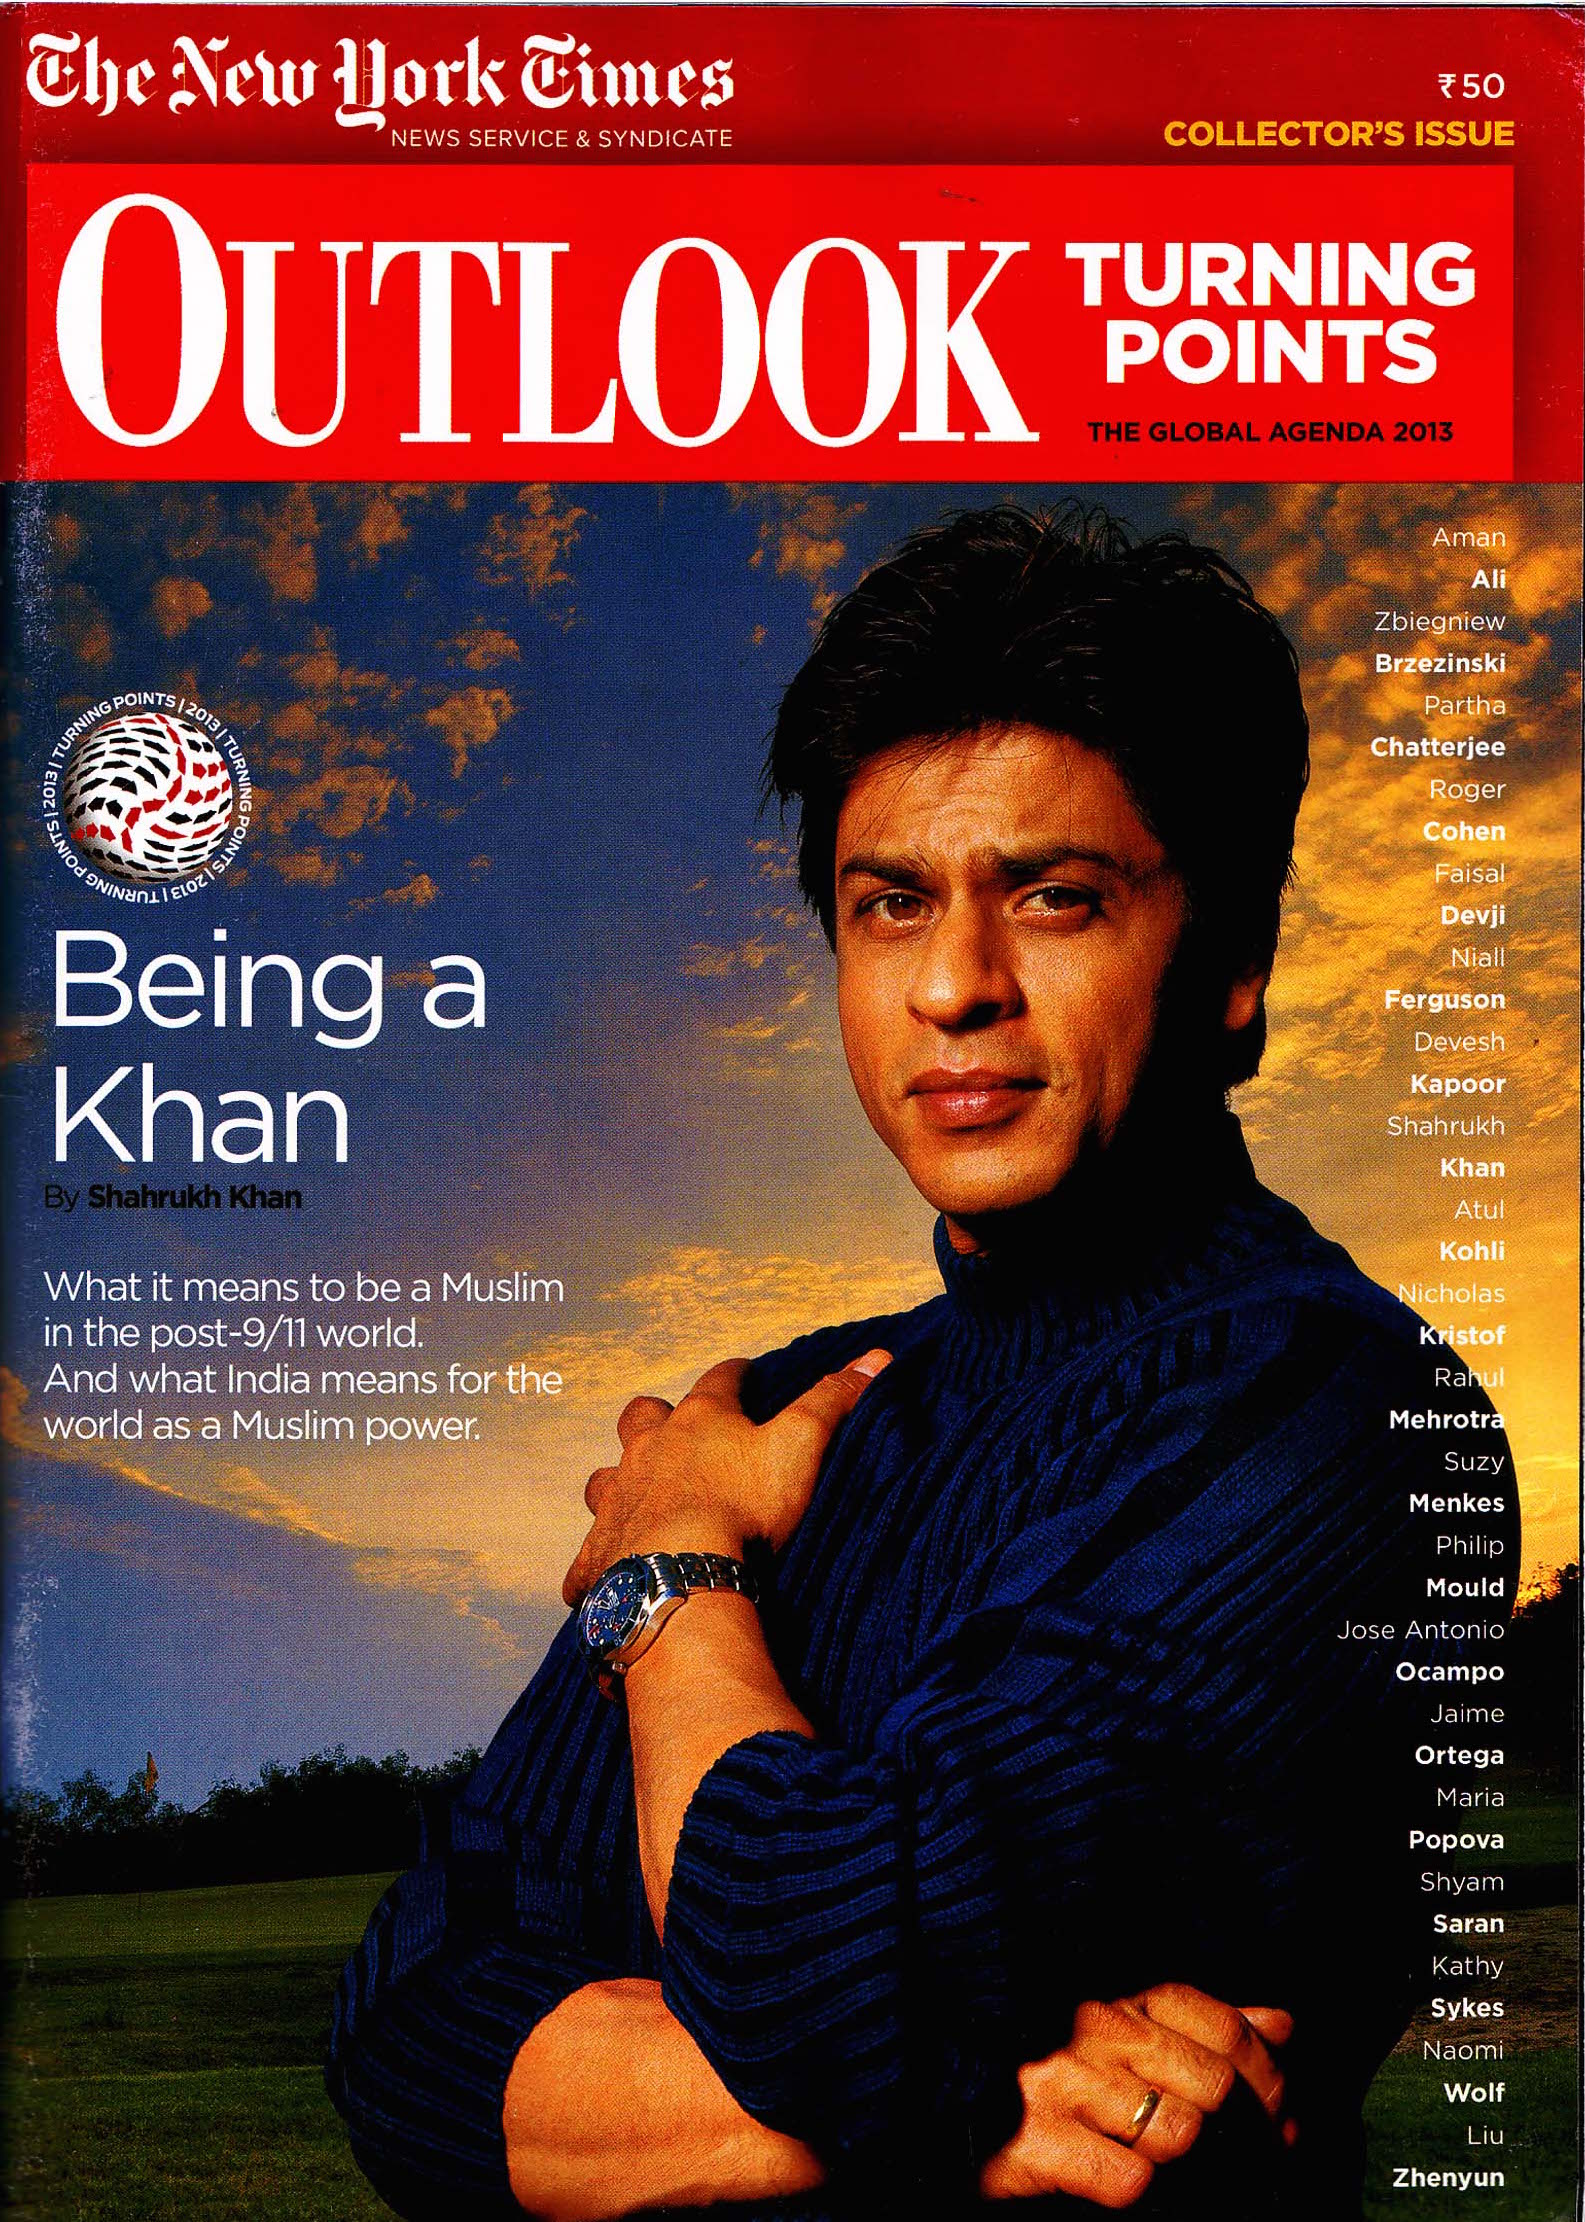 The New York Times
NEWS SERVICE & SYNDICATE
₹50
COLLECTOR'S ISSUE
OUTLOOK
TURNING
POINTS
THE GLOBAL AGENDA 2013
TURNING POINTS | 2013 | TURNING POINTS | 2013 | TURNING POINTS | 2013 |
Being a
Khan
By Shahrukh Khan
What it means to be a Muslim
in the post-9/11 world.
And what India means for the
world as a Muslim power.
Aman
Ali
Zbiegniew
Brzezinski
Partha
Chatterjee
Roger
Cohen
Faisal
Devji
Niall
Ferguson
Devesh
Kapoor
Shahrukh
Khan
Atul
Kohli
Nicholas
Kristof
Rahul
Mehrotra
Suzy
Menkes
Philip
Mould
Jose Antonio
Ocampo
Jaime
Ortega
Maria
Popova
Shyam
Saran
Kathy
Sykes
Naomi
Wolf
Liu
Zhenyun